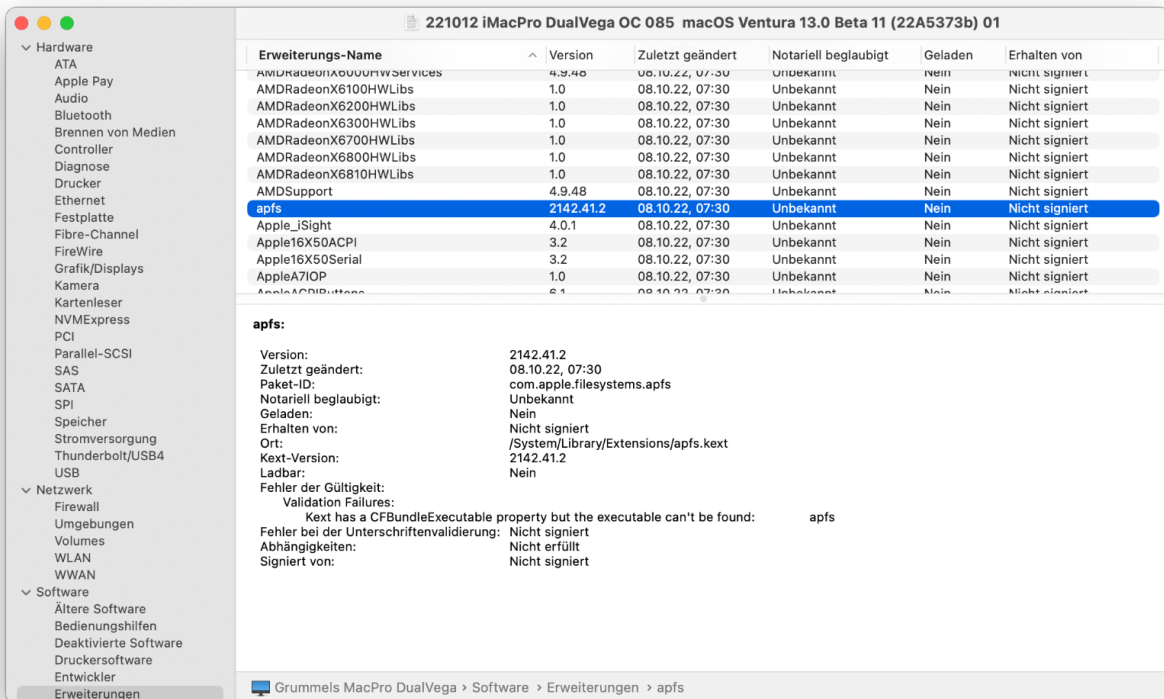 221012 iMacPro DualVega OC 085 macOS Ventura 13.0 Beta 11 (22A5373b) 01
Hardware
ATA
Apple Pay
Audio
Bluetooth
Brennen von Medien
Controller
Diagnose
Drucker
Ethernet
Festplatte
Fibre-Channel
FireWire
Grafik/Displays
Kamera
Kartenleser
NVMExpress
PCI
Parallel-SCSI
SAS
SATA
SPI
Speicher
Stromversorgung
Thunderbolt/USB4
USB
Netzwerk
Firewall
Umgebungen
Volumes
WLAN
WWAN
Software
Ältere Software
Bedienungshilfen
Deaktivierte Software
Druckersoftware
Entwickler
Erweiterungen
Erweiterungs-Name Version Zuletzt geändert Notariell beglaubigt Geladen Erhalten von
AMDRadeonX6000HWServices 4.9.48 08.10.22, 07:30 Unbekannt Nein Nicht signiert
AMDRadeonX6100HWLibs 1.0 08.10.22, 07:30 Unbekannt Nein Nicht signiert
AMDRadeonX6200HWLibs 1.0 08.10.22, 07:30 Unbekannt Nein Nicht signiert
AMDRadeonX6300HWLibs 1.0 08.10.22, 07:30 Unbekannt Nein Nicht signiert
AMDRadeonX6700HWLibs 1.0 08.10.22, 07:30 Unbekannt Nein Nicht signiert
AMDRadeonX6800HWLibs 1.0 08.10.22, 07:30 Unbekannt Nein Nicht signiert
AMDRadeonX6810HWLibs 1.0 08.10.22, 07:30 Unbekannt Nein Nicht signiert
AMDSupport 4.9.48 08.10.22, 07:30 Unbekannt Nein Nicht signiert
apfs 2142.41.2 08.10.22, 07:30 Unbekannt Nein Nicht signiert
Apple_iSight 4.0.1 08.10.22, 07:30 Unbekannt Nein Nicht signiert
Apple16X50ACPI 3.2 08.10.22, 07:30 Unbekannt Nein Nicht signiert
Apple16X50Serial 3.2 08.10.22, 07:30 Unbekannt Nein Nicht signiert
AppleA7IOP 1.0 08.10.22, 07:30 Unbekannt Nein Nicht signiert
AppleACPIButtons 6.1 08.10.22, 07:30 Unbekannt Nein Nicht signiert
apfs:
Version: 2142.41.2
Zuletzt geändert: 08.10.22, 07:30
Paket-ID: com.apple.filesystems.apfs
Notariell beglaubigt: Unbekannt
Geladen: Nein
Erhalten von: Nicht signiert
Ort: /System/Library/Extensions/apfs.kext
Kext-Version: 2142.41.2
Ladbar: Nein
Fehler der Gültigkeit:
Validation Failures:
Kext has a CFBundleExecutable property but the executable can't be found: apfs
Fehler bei der Unterschriftenvalidierung: Nicht signiert
Abhängigkeiten: Nicht erfüllt
Signiert von: Nicht signiert
Grummels MacPro DualVega › Software › Erweiterungen › apfs